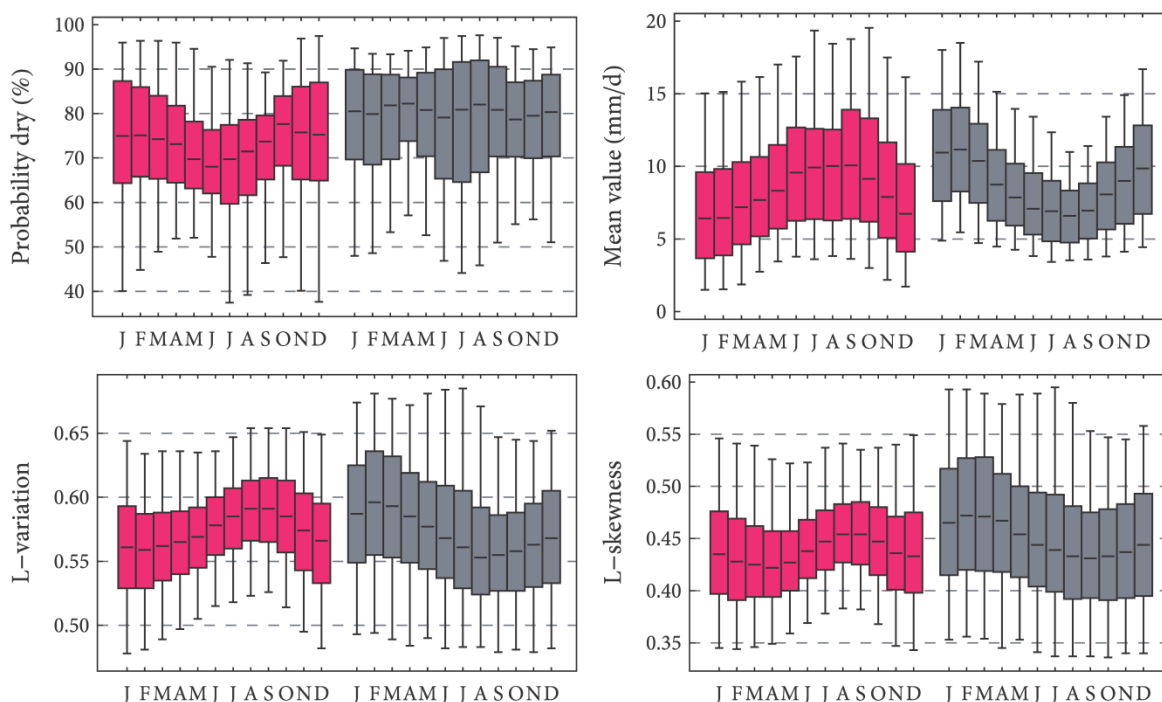 Probability dry (%)
100
90
80
70
60
50
40
J F M A M J J A S O N D J F M A M J J A S O N D
Mean value (mm/d)
20
15
10
5
0
J F M A M J J A S O N D J F M A M J J A S O N D
L−variation
0.65
0.60
0.55
0.50
J F M A M J J A S O N D J F M A M J J A S O N D
L−skewness
0.60
0.55
0.50
0.45
0.40
0.35
J F M A M J J A S O N D J F M A M J J A S O N D